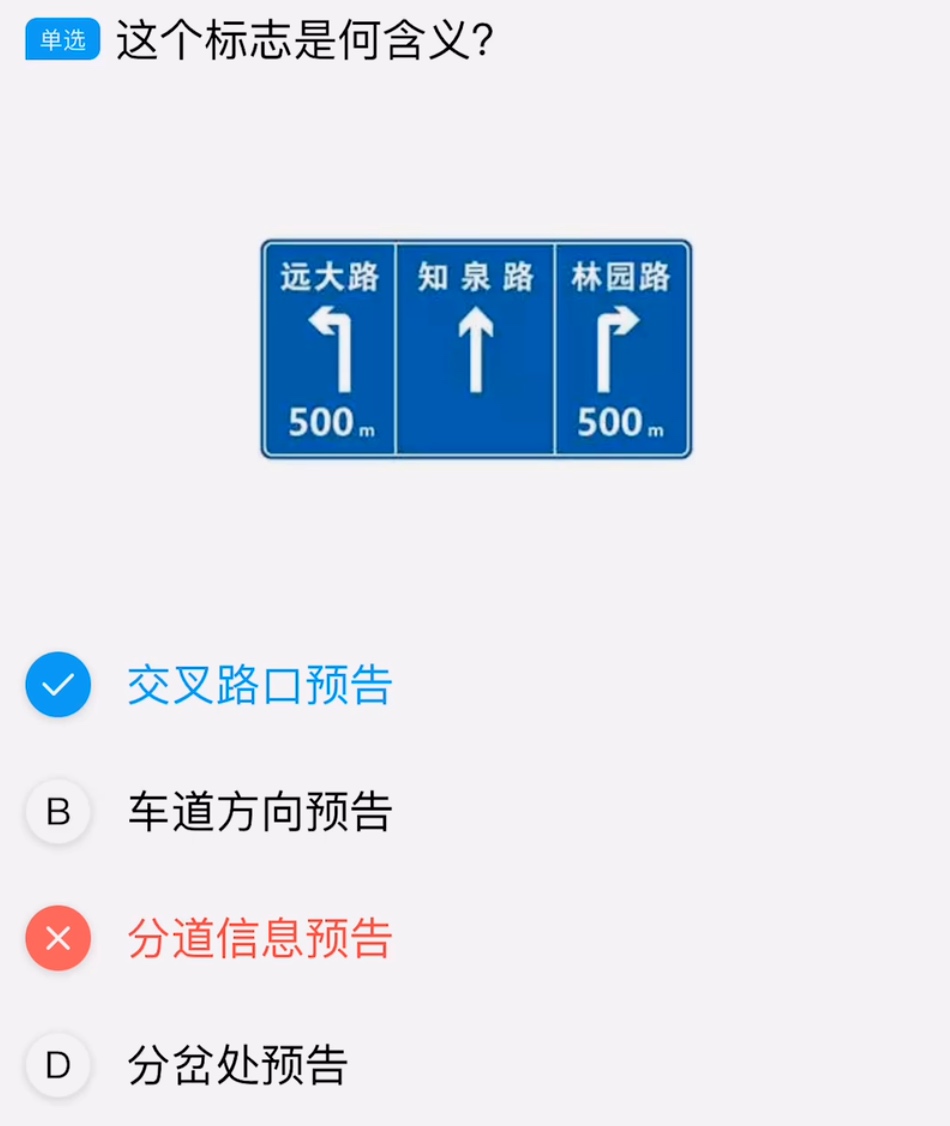 单选 这个标志是何含义？
远大路 知泉路 林园路
500m 500m
交叉路口预告
B 车道方向预告
分道信息预告
D 分岔处预告